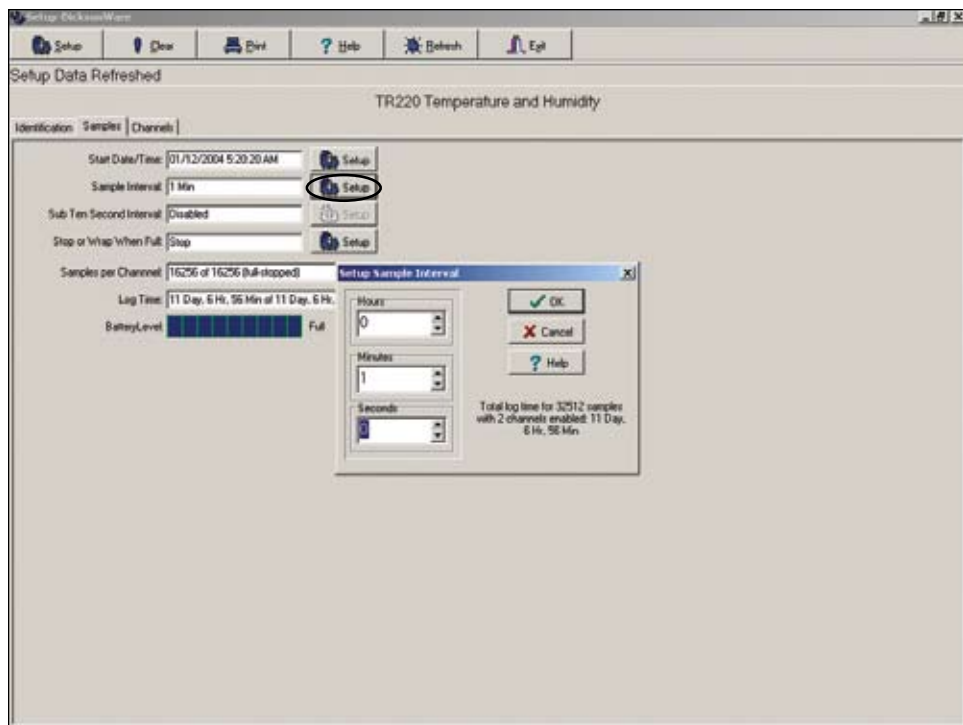 Setup DicksonWare
Setup Clear Print ? Help Refresh Exit
Setup Data Refreshed
TR220 Temperature and Humidity
Identification Samples Channels
Start Date/Time: 01/12/2004 5:20:20 AM Setup
Sample Interval: 1 Min Setup
Sub Ten Second Interval: Disabled Setup
Stop or Wrap When Full: Stop Setup
Samples per Channel: 16256 of 16256 (full-stopped)
Log Time: 11 Day, 6 Hr, 56 Min of 11 Day, 6 Hr,
BatteryLevel: Full
Setup Sample Interval
Hours
0
Minutes
1
Seconds
0
OK
Cancel
? Help
Total log time for 32512 samples
with 2 channels enabled: 11 Day,
6 Hr, 56 Min